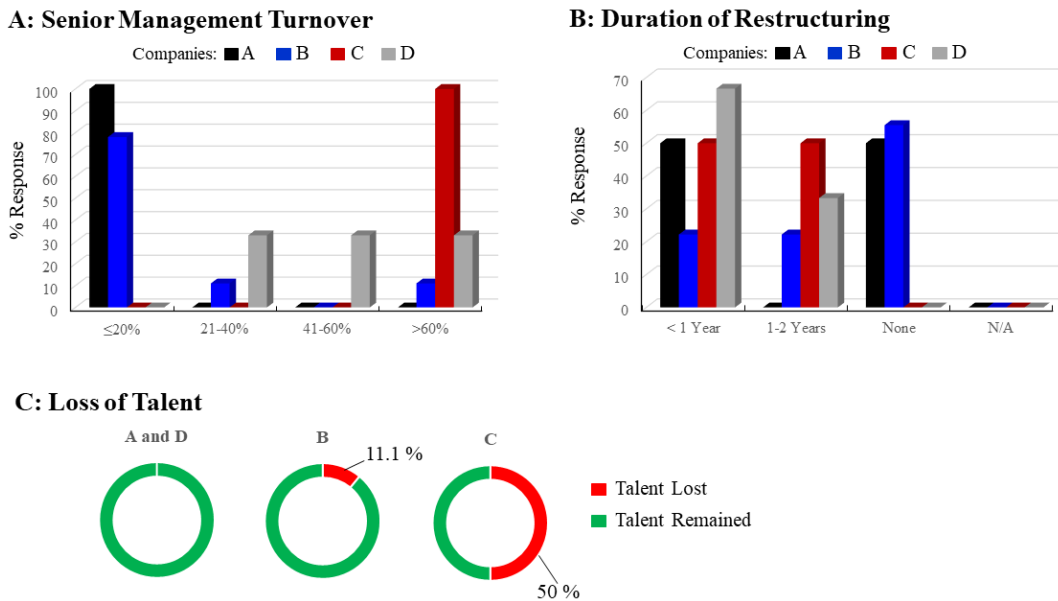 A: Senior Management Turnover
Companies: A B C D
% Response
100
90
80
70
60
50
40
30
20
10
0
≤20% 21-40% 41-60% >60%
B: Duration of Restructuring
Companies: A B C D
% Response
70
60
50
40
30
20
10
0
< 1 Year 1-2 Years None N/A
C: Loss of Talent
A and D B C
11.1 %
50 %
Talent Lost
Talent Remained